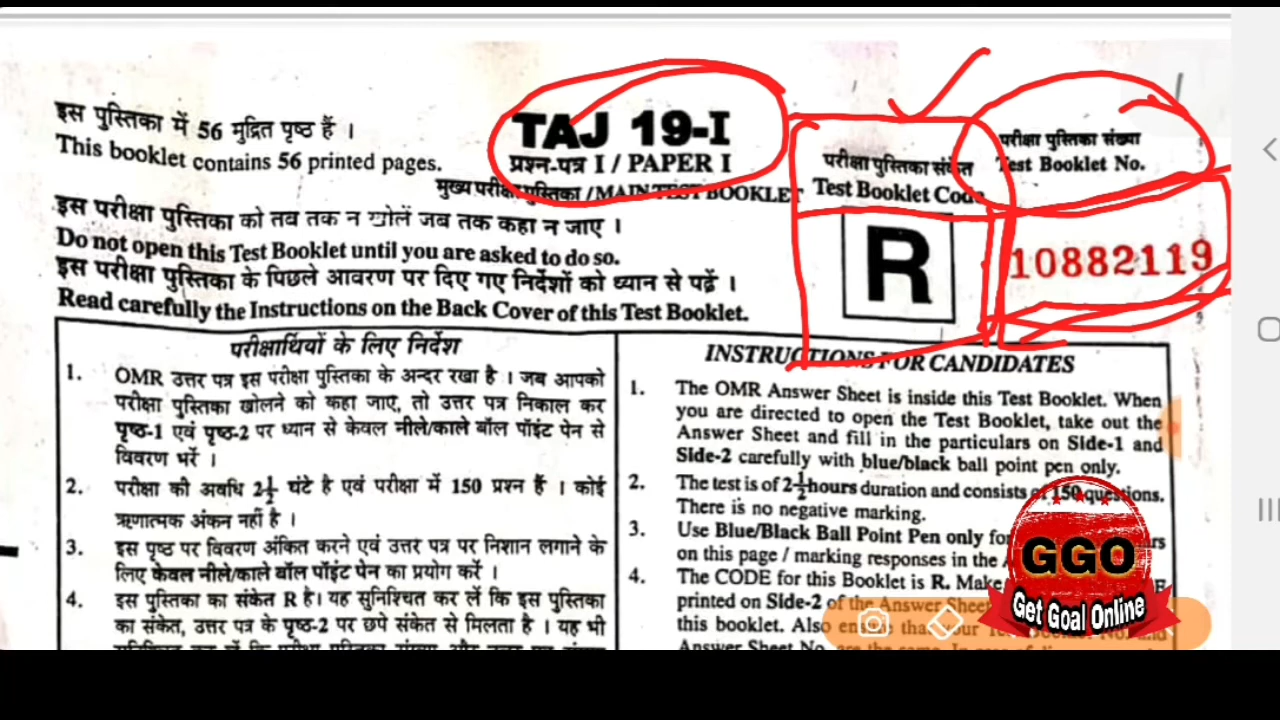 इस पुस्तिका में 56 मुद्रित पृष्ठ हैं ।
This booklet contains 56 printed pages.
TAJ 19-I
प्रश्न-पत्र I / PAPER I
मुख्य परीक्षा पुस्तिका / MAIN TEST BOOKLET
परीक्षा पुस्तिका संकेत
Test Booklet Code
R
परीक्षा पुस्तिका संख्या
Test Booklet No.
10882119
इस परीक्षा पुस्तिका को तब तक न खोलें जब तक कहा न जाए ।
Do not open this Test Booklet until you are asked to do so.
इस परीक्षा पुस्तिका के पिछले आवरण पर दिए गए निर्देशों को ध्यान से पढ़ें ।
Read carefully the Instructions on the Back Cover of this Test Booklet.
परीक्षार्थियों के लिए निर्देश
1. OMR उत्तर पत्र इस परीक्षा पुस्तिका के अन्दर रखा है । जब आपको
परीक्षा पुस्तिका खोलने को कहा जाए, तो उत्तर पत्र निकाल कर
पृष्ठ-1 एवं पृष्ठ-2 पर ध्यान से केवल नीले/काले बॉल पॉइंट पेन से
विवरण भरें ।
2. परीक्षा की अवधि 2½ घंटे है एवं परीक्षा में 150 प्रश्न हैं । कोई
ऋणात्मक अंकन नहीं है ।
3. इस पृष्ठ पर विवरण अंकित करने एवं उत्तर पत्र पर निशान लगाने के
लिए केवल नीले/काले बॉल पॉइंट पेन का प्रयोग करें ।
4. इस पुस्तिका का संकेत R है। यह सुनिश्चित कर लें कि इस पुस्तिका
का संकेत, उत्तर पत्र के पृष्ठ-2 पर छपे संकेत से मिलता है । यह भी
INSTRUCTIONS FOR CANDIDATES
1. The OMR Answer Sheet is inside this Test Booklet. When
you are directed to open the Test Booklet, take out the
Answer Sheet and fill in the particulars on Side-1 and
Side-2 carefully with blue/black ball point pen only.
2. The test is of 2½ hours duration and consists of 150 questions.
There is no negative marking.
3. Use Blue/Black Ball Point Pen only for
on this page / marking responses in the
4. The CODE for this Booklet is R. Make
printed on Side-2 of the Answer Sheet
this booklet. Also ensure that your
Answer Sheet No. are the same.
GGO
Get Goal Online